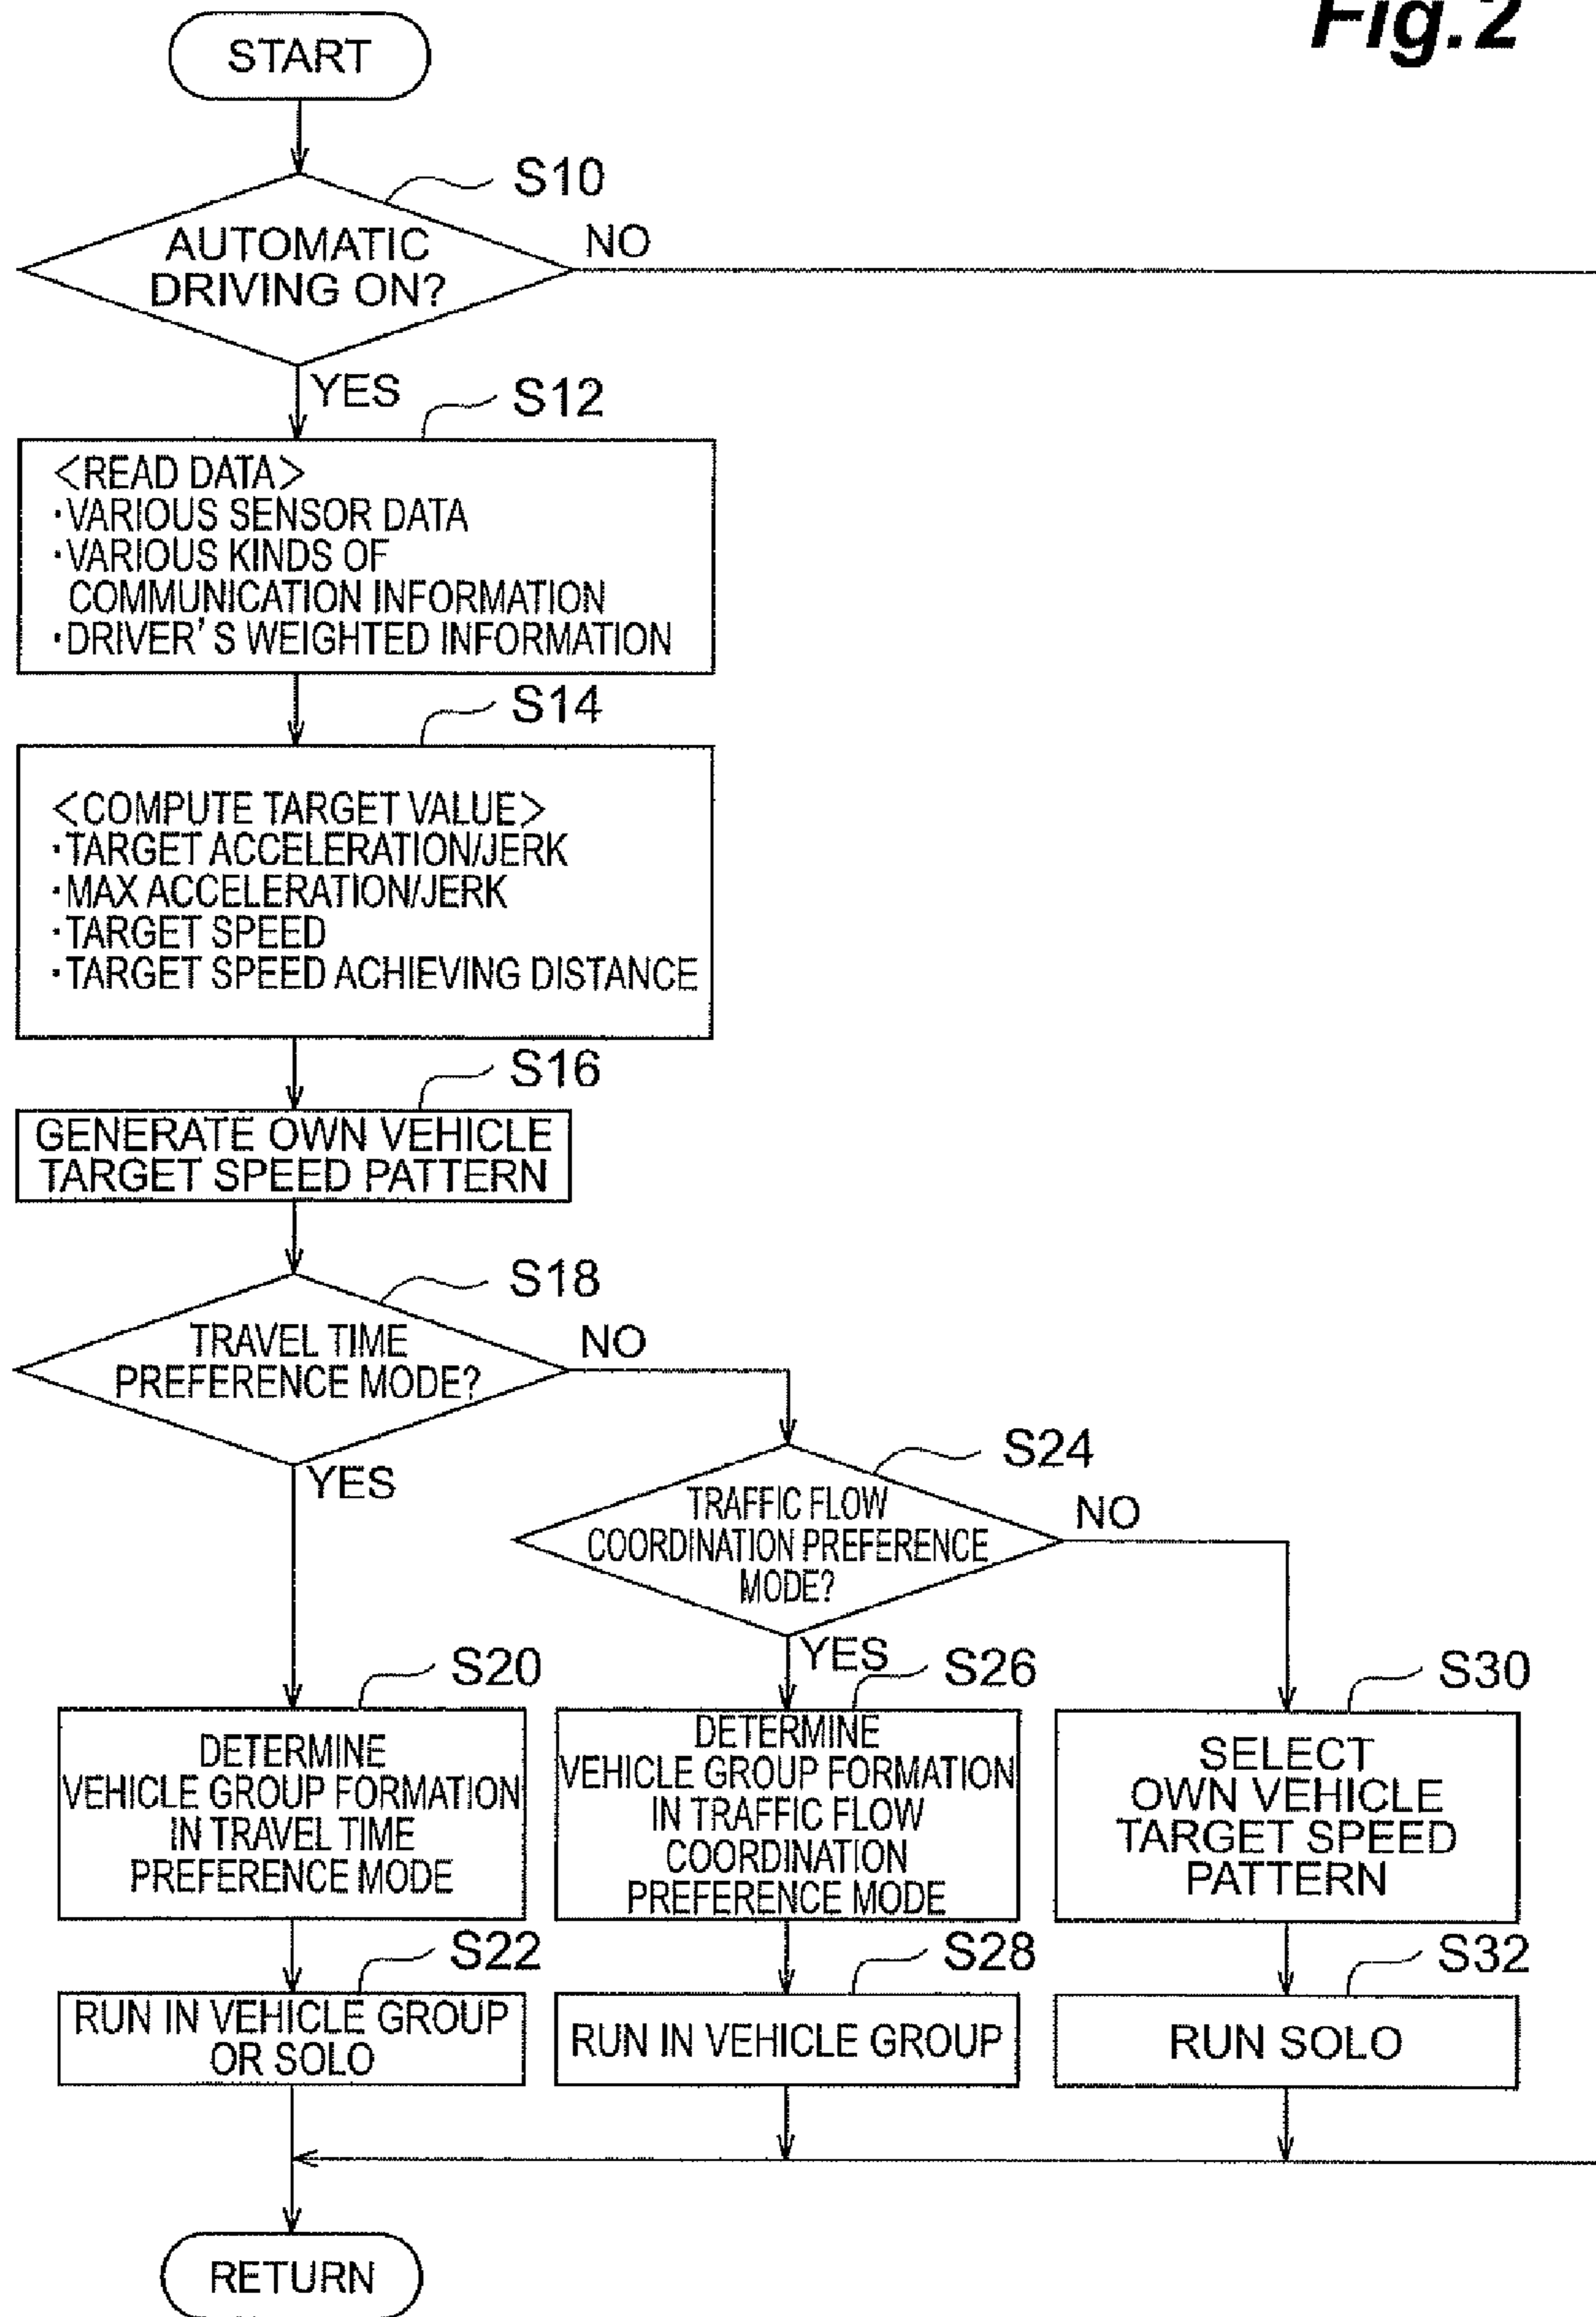 Fig.2
START
S10
AUTOMATIC
DRIVING ON?
NO
YES
S12
<READ DATA>
·VARIOUS SENSOR DATA
·VARIOUS KINDS OF
COMMUNICATION INFORMATION
·DRIVER'S WEIGHTED INFORMATION
S14
<COMPUTE TARGET VALUE>
·TARGET ACCELERATION/JERK
·MAX ACCELERATION/JERK
·TARGET SPEED
·TARGET SPEED ACHIEVING DISTANCE
S16
GENERATE OWN VEHICLE
TARGET SPEED PATTERN
S18
TRAVEL TIME
PREFERENCE MODE?
NO
YES
S24
TRAFFIC FLOW
COORDINATION PREFERENCE
MODE?
NO
YES
S20
DETERMINE
VEHICLE GROUP FORMATION
IN TRAVEL TIME
PREFERENCE MODE
S26
DETERMINE
VEHICLE GROUP FORMATION
IN TRAFFIC FLOW
COORDINATION
PREFERENCE MODE
S30
SELECT
OWN VEHICLE
TARGET SPEED
PATTERN
S22
RUN IN VEHICLE GROUP
OR SOLO
S28
RUN IN VEHICLE GROUP
S32
RUN SOLO
RETURN